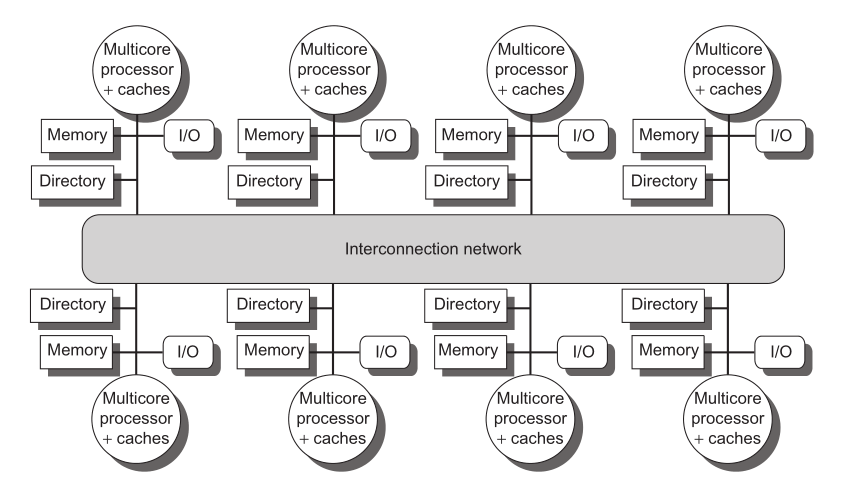 Multicore
processor
+ caches
Multicore
processor
+ caches
Multicore
processor
+ caches
Multicore
processor
+ caches
Memory
I/O
Memory
I/O
Memory
I/O
Memory
I/O
Directory
Directory
Directory
Directory
Interconnection network
Directory
Directory
Directory
Directory
Memory
I/O
Memory
I/O
Memory
I/O
Memory
I/O
Multicore
processor
+ caches
Multicore
processor
+ caches
Multicore
processor
+ caches
Multicore
processor
+ caches